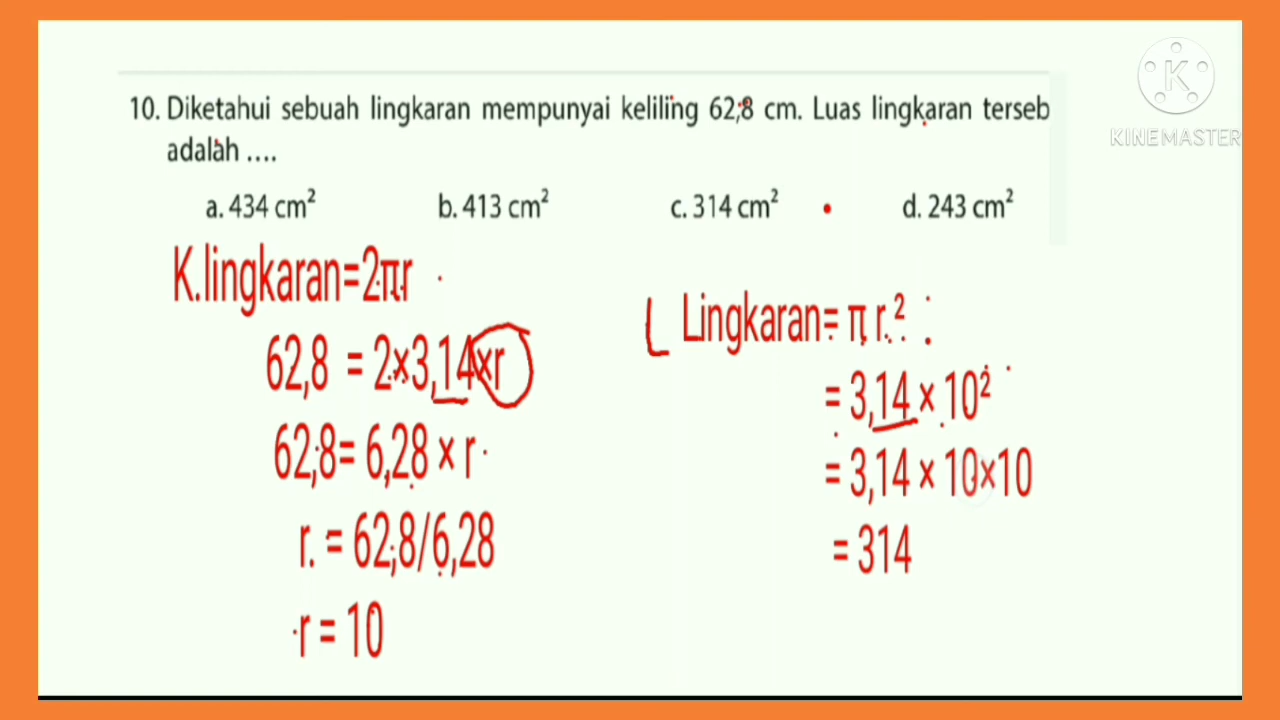 10. Diketahui sebuah lingkaran mempunyai keliling 62,8 cm. Luas lingkaran terseb
adalah ....
a. 434 cm² b. 413 cm² c. 314 cm² d. 243 cm²
K.lingkaran=2πr
62,8 = 2×3,14×r
62,8= 6,28 × r
r. = 62,8/6,28
r = 10
L Lingkaran= π r.²
= 3,14 × 10²
= 3,14 × 10×10
= 314
K
KINEMASTER